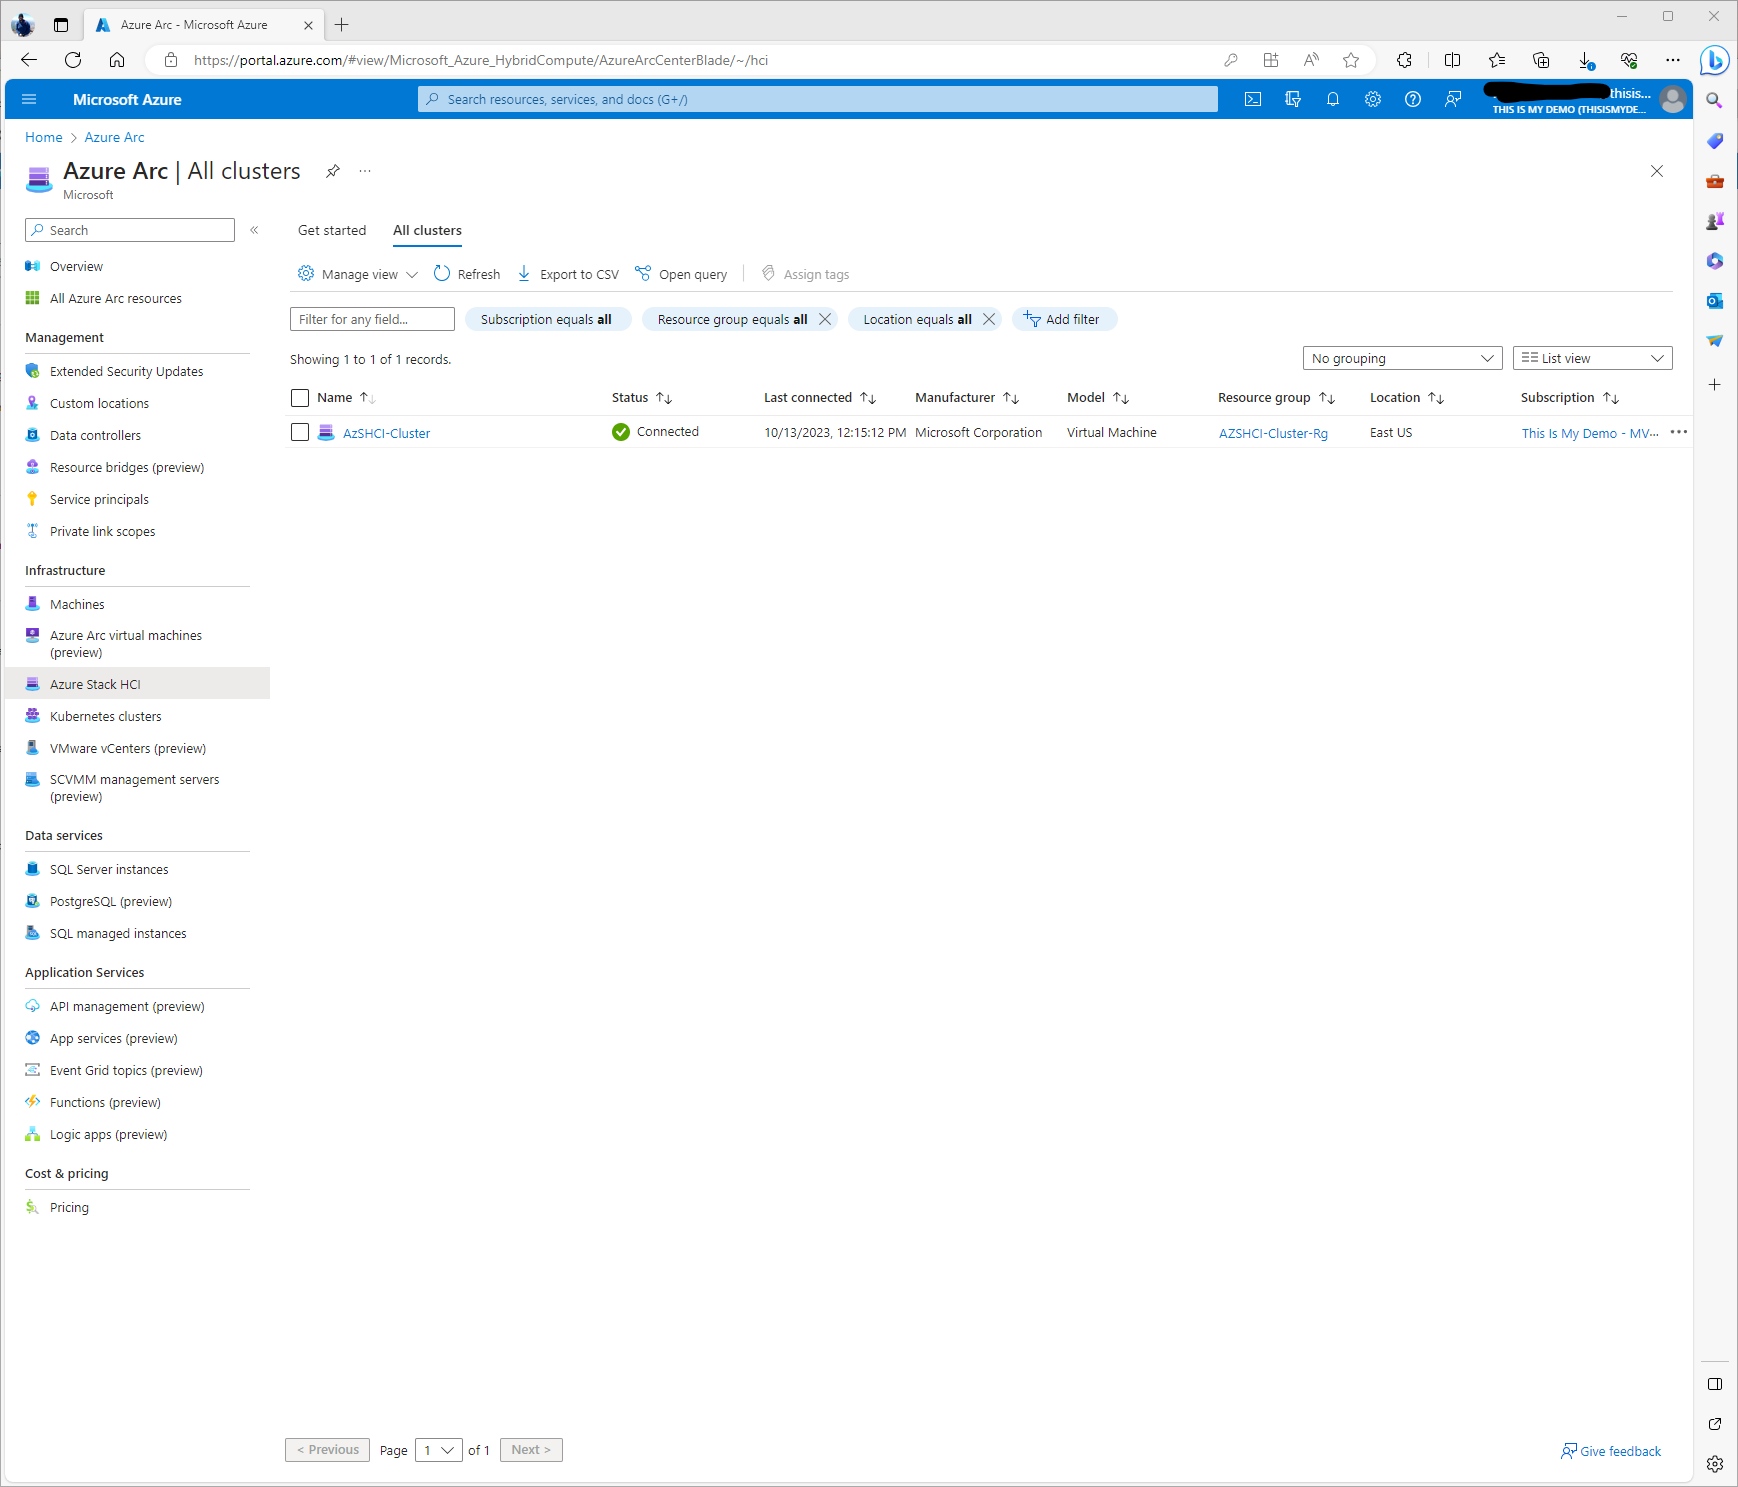 Azure Arc - Microsoft Azure
https://portal.azure.com/#view/Microsoft_Azure_HybridCompute/AzureArcCenterBlade/~/hci
Microsoft Azure
Search resources, services, and docs (G+/)
thisis...
THIS IS MY DEMO (THISISMYDE...
Home > Azure Arc
Azure Arc | All clusters
Microsoft
Search
Overview
All Azure Arc resources
Management
Extended Security Updates
Custom locations
Data controllers
Resource bridges (preview)
Service principals
Private link scopes
Infrastructure
Machines
Azure Arc virtual machines
(preview)
Azure Stack HCI
Kubernetes clusters
VMware vCenters (preview)
SCVMM management servers
(preview)
Data services
SQL Server instances
PostgreSQL (preview)
SQL managed instances
Application Services
API management (preview)
App services (preview)
Event Grid topics (preview)
Functions (preview)
Logic apps (preview)
Cost & pricing
Pricing
Get started All clusters
Manage view Refresh Export to CSV Open query Assign tags
Filter for any field... Subscription equals all Resource group equals all Location equals all Add filter
Showing 1 to 1 of 1 records.
No grouping List view
Name Status Last connected Manufacturer Model Resource group Location Subscription
AzSHCI-Cluster Connected 10/13/2023, 12:15:12 PM Microsoft Corporation Virtual Machine AZSHCI-Cluster-Rg East US This Is My Demo - MV...
< Previous Page 1 of 1 Next >
Give feedback